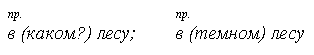 пр. пр.
в (каком?) лесу; в (темном) лесу